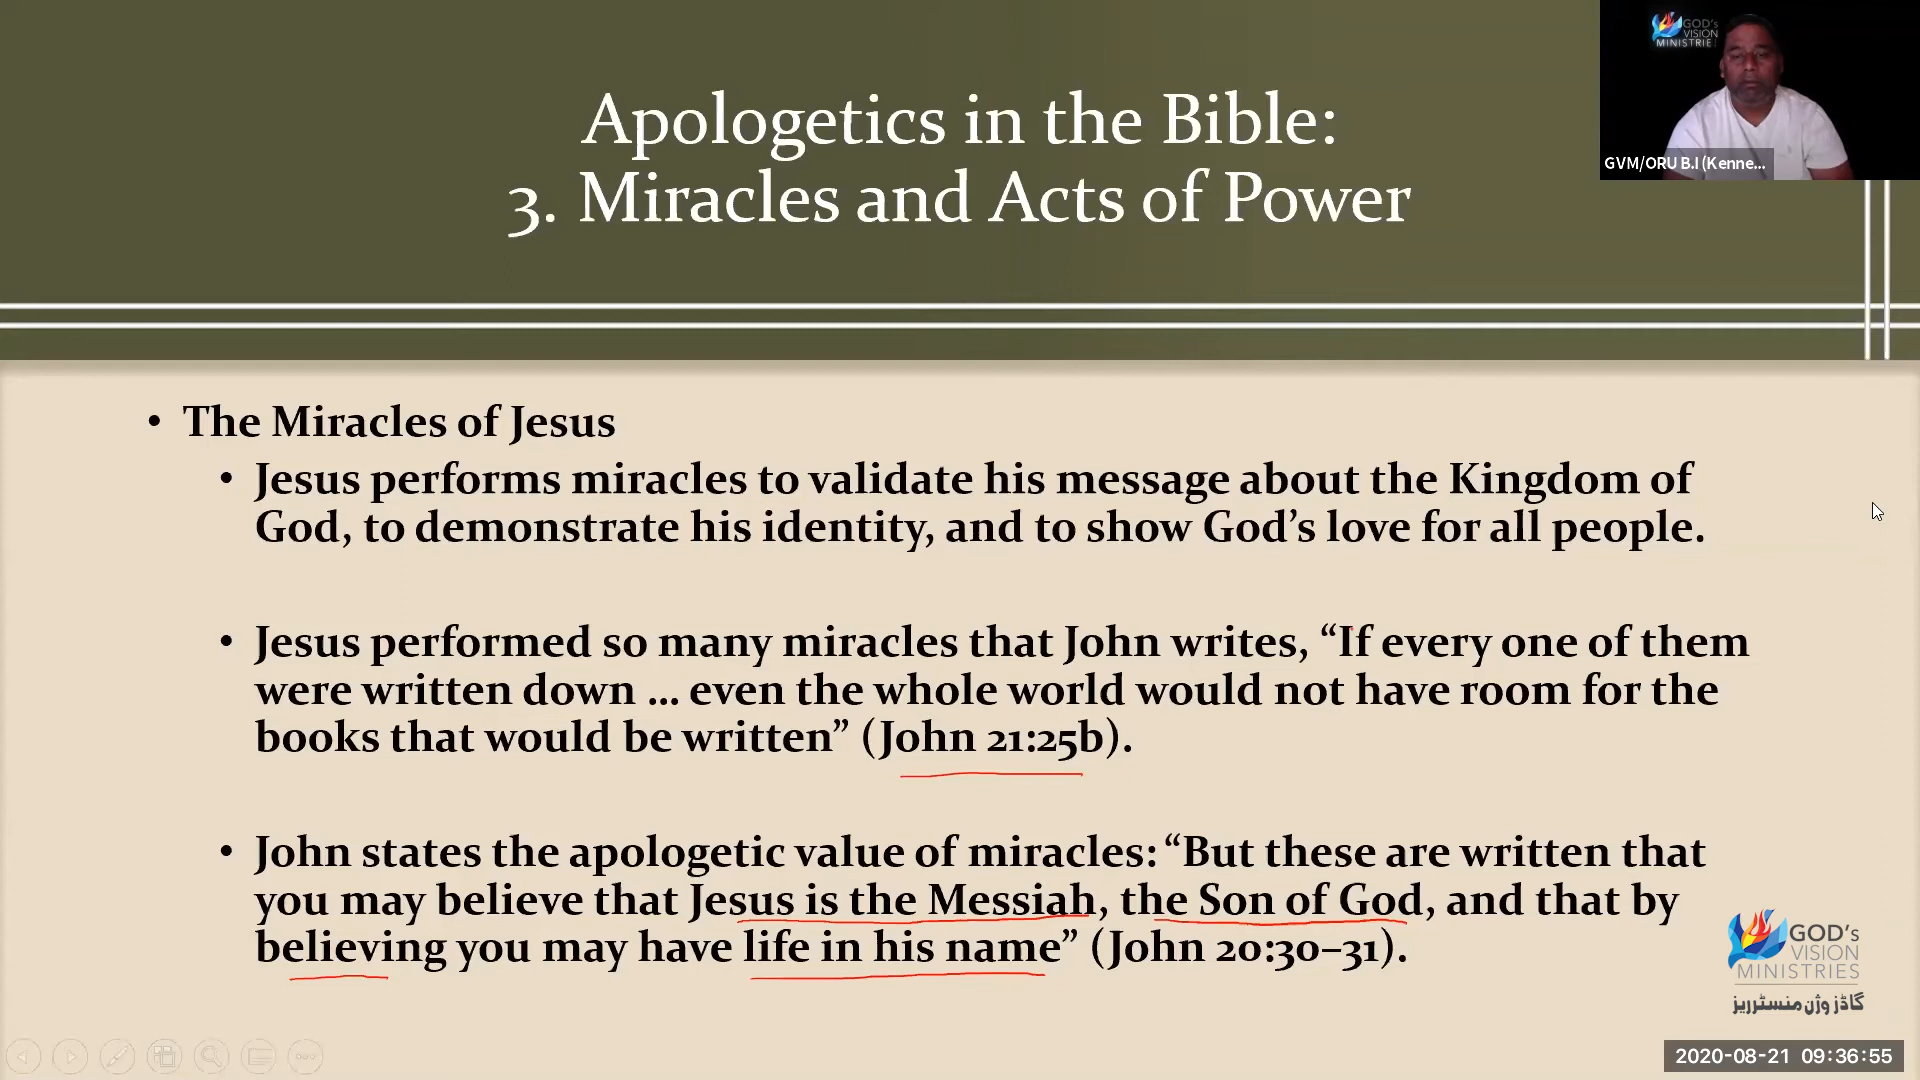 GOD's
VISION
MINISTRIE
GVM/ORU B.I (Kenne...
Apologetics in the Bible:
3. Miracles and Acts of Power
• The Miracles of Jesus
• Jesus performs miracles to validate his message about the Kingdom of
God, to demonstrate his identity, and to show God’s love for all people.
• Jesus performed so many miracles that John writes, “If every one of them
were written down ... even the whole world would not have room for the
books that would be written” (John 21:25b).
• John states the apologetic value of miracles: “But these are written that
you may believe that Jesus is the Messiah, the Son of God, and that by
believing you may have life in his name” (John 20:30–31).
GOD's
VISION
MINISTRIES
گاڈز وژن منسٹریز
2020-08-21 09:36:55